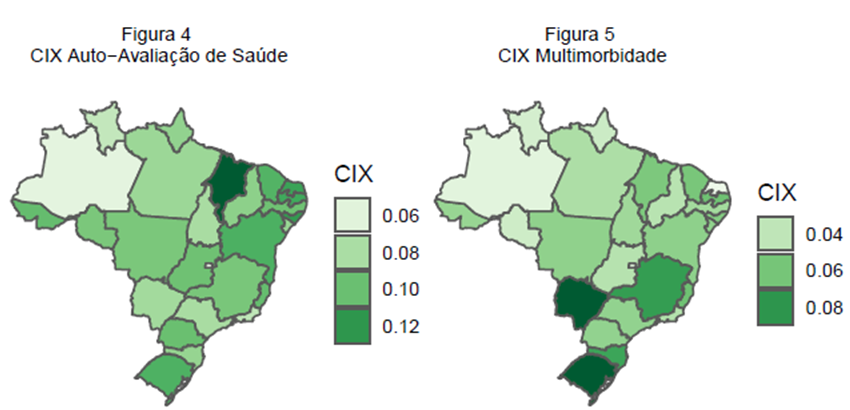 Figura 4
CIX Auto−Avaliação de Saúde
CIX
0.06
0.08
0.10
0.12
Figura 5
CIX Multimorbidade
CIX
0.04
0.06
0.08